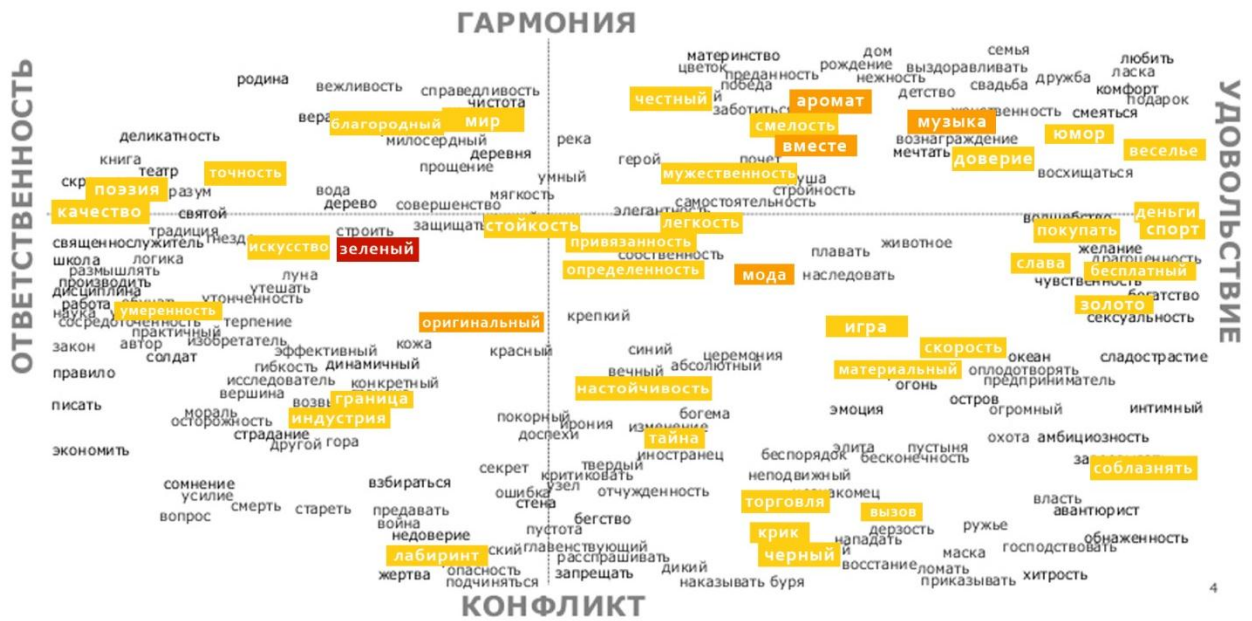 ГАРМОНИЯ
ОТВЕТСТВЕННОСТЬ
УДОВОЛЬСТВИЕ
материнство
дом
семья
любить
цветок
преданность
рождение
выздоравливать
ласка
родина
вежливость
справедливость
победа
нежность
свадьба
дружба
комфорт
чистота
честный
заботиться
аромат
детство
подарок
вера
благородный
мир
смелость
музыка
смеяться
деликатность
милосердный
река
вместе
вознаграждение
юмор
веселье
книга
театр
деревня
герой
почет
мечтать
доверие
точность
прощение
умный
мужественность
восхищаться
поэзия
разум
вода
мягкость
стройность
качество
святой
дерево
совершенство
элегантность
самостоятельность
деньги
традиция
строить
защищать
стойкость
легкость
волшебство
покупать
спорт
священнослужитель
искусство
зеленый
привязанность
животное
желание
школа
логика
собственность
плавать
слава
драгоценность
размышлять
луна
определенность
мода
наследовать
бесплатный
производить
утешать
чувственность
дисциплина
утонченность
богатство
работа
обучать
умеренность
золото
наука
сосредоточенность
терпение
оригинальный
крепкий
игра
сексуальность
практичный
закон
автор
изобретатель
кожа
скорость
солдат
эффективный
красный
синий
церемония
океан
сладострастие
правило
гибкость
динамичный
вечный
абсолютный
материальный
оплодотворять
исследователь
конкретный
настойчивость
огонь
предприниматель
вершина
граница
остров
писать
мораль
индустрия
покорный
богема
эмоция
огромный
интимный
осторожность
ирония
изменение
страдание
доспехи
тайна
охота
амбициозность
экономить
другой
гора
иностранец
беспорядок
элита
пустыня
бесконечность
сомнение
взбираться
секрет
твердый
критиковать
неподвижный
соблазнять
усилие
ошибка
узел
отчужденность
власть
смерть
стареть
предавать
стена
торговля
вызов
авантюрист
вопрос
война
бегство
дерзость
ружье
недоверие
пустота
крик
нападать
обнаженность
лабиринт
главенствующий
черный
маска
господствовать
расспрашивать
восстание
жертва
опасность
запрещать
дикий
ломать
хитрость
подчиняться
наказывать
буря
приказывать
4
КОНФЛИКТ